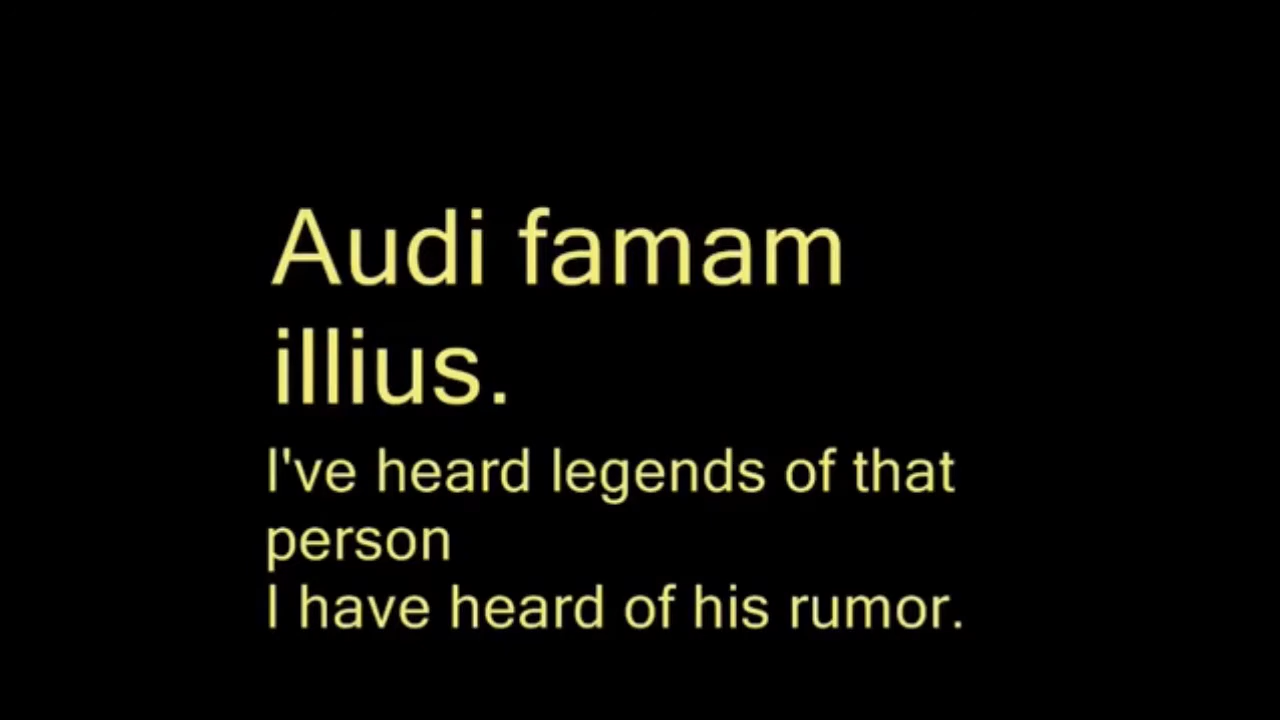 Audi famam
illius.
I've heard legends of that
person
I have heard of his rumor.